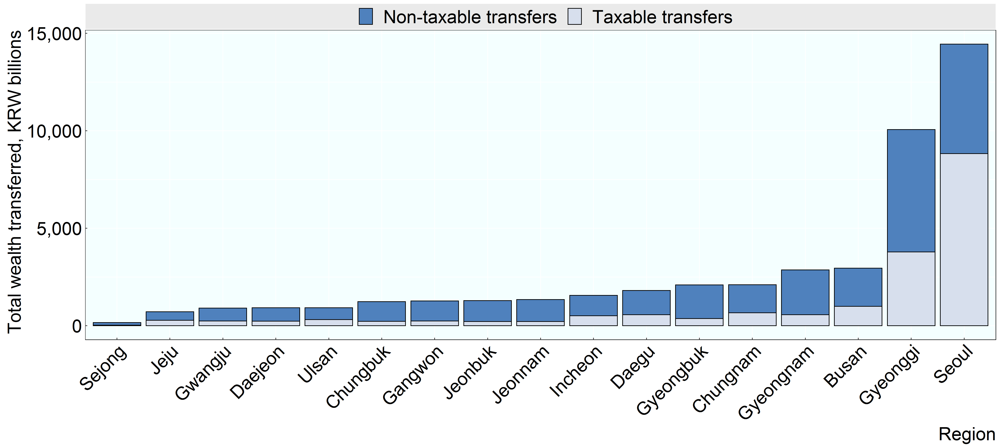 Non-taxable transfers Taxable transfers
Total wealth transferred, KRW billions
15,000
10,000
5,000
0
Sejong
Jeju
Gwangju
Daejeon
Ulsan
Chungbuk
Gangwon
Jeonbuk
Jeonnam
Incheon
Daegu
Gyeongbuk
Chungnam
Gyeongnam
Busan
Gyeonggi
Seoul
Region